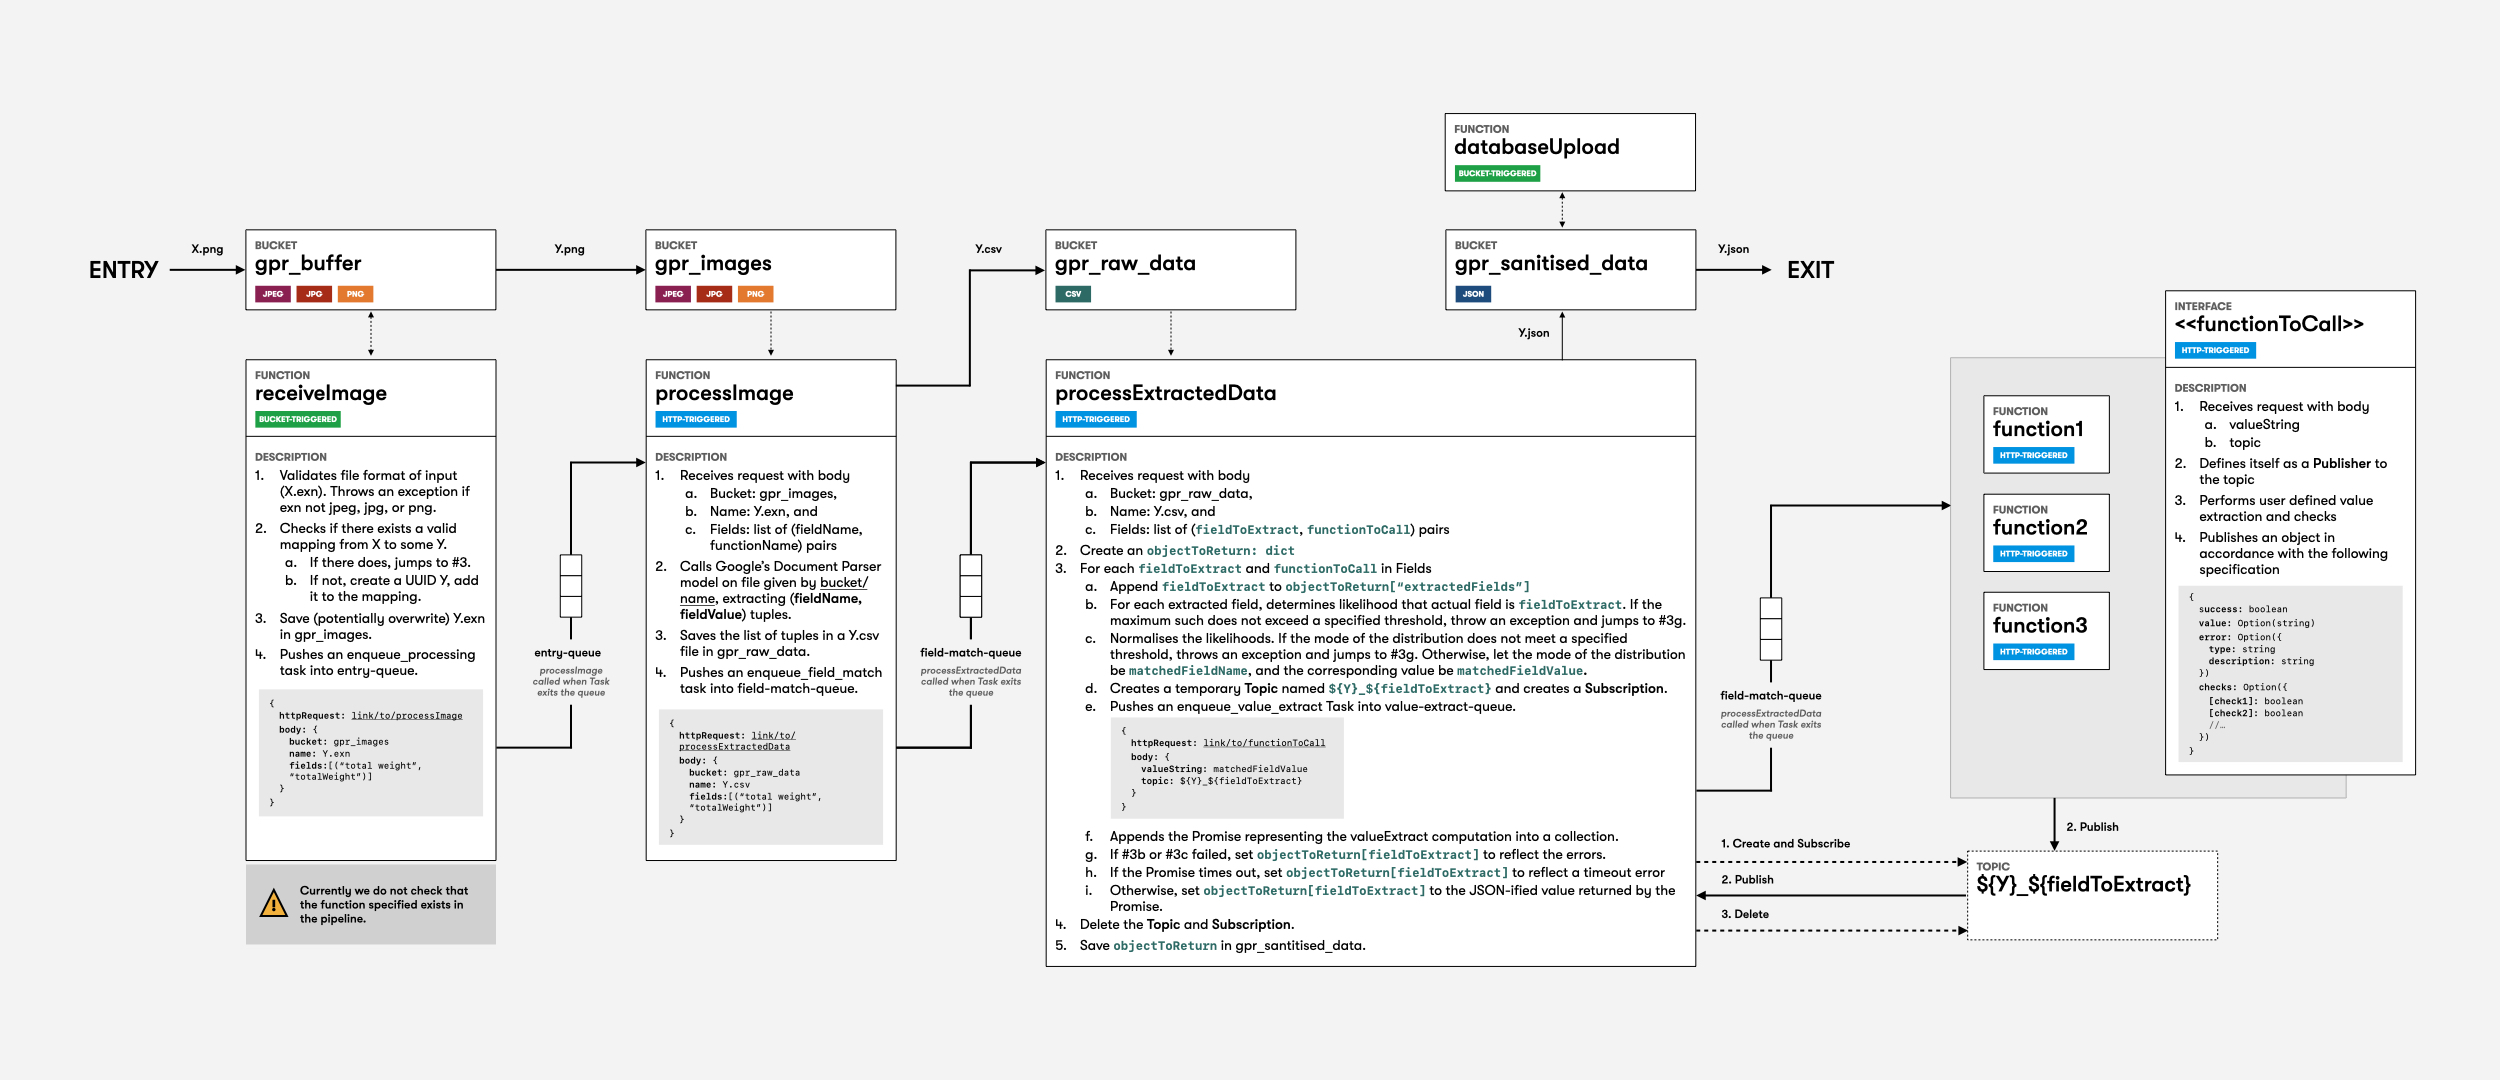 ENTRY
X.png
BUCKET
gpr_buffer
JPEG
JPG
PNG
Y.png
BUCKET
gpr_images
JPEG
JPG
PNG
Y.csv
BUCKET
gpr_raw_data
CSV
FUNCTION
databaseUpload
BUCKET-TRIGGERED
BUCKET
gpr_sanitised_data
JSON
Y.json
EXIT
Y.json
FUNCTION
receiveImage
BUCKET-TRIGGERED
DESCRIPTION
1. Validates file format of input
(X.exn). Throws an exception if
exn not jpeg, jpg, or png.
2. Checks if there exists a valid
mapping from X to some Y.
a. If there does, jumps to #3.
b. If not, create a UUID Y, add
it to the mapping.
3. Save (potentially overwrite) Y.exn
in gpr_images.
4. Pushes an enqueue_processing
task into entry-queue.
{
httpRequest: link/to/processImage
body: {
bucket: gpr_images
name: Y.exn
fields:[(“total weight”,
“totalWeight”)]
}
}
Currently we do not check that
the function specified exists in
the pipeline.
entry-queue
processImage
called when Task
exits the queue
FUNCTION
processImage
HTTP-TRIGGERED
DESCRIPTION
1. Receives request with body
a. Bucket: gpr_images,
b. Name: Y.exn, and
c. Fields: list of (fieldName,
functionName) pairs
2. Calls Google’s Document Parser
model on file given by bucket/
name, extracting (fieldName,
fieldValue) tuples.
3. Saves the list of tuples in a Y.csv
file in gpr_raw_data.
4. Pushes an enqueue_field_match
task into field-match-queue.
{
httpRequest: link/to/
processExtractedData
body: {
bucket: gpr_raw_data
name: Y.csv
fields:[(“total weight”,
“totalWeight”)]
}
}
field-match-queue
processExtractedData
called when Task exits
the queue
FUNCTION
processExtractedData
HTTP-TRIGGERED
DESCRIPTION
1. Receives request with body
a. Bucket: gpr_raw_data,
b. Name: Y.csv, and
c. Fields: list of (fieldToExtract, functionToCall) pairs
2. Create an objectToReturn: dict
3. For each fieldToExtract and functionToCall in Fields
a. Append fieldToExtract to objectToReturn[“extractedFields”]
b. For each extracted field, determines likelihood that actual field is fieldToExtract. If the
maximum such does not exceed a specified threshold, throw an exception and jumps to #3g.
c. Normalises the likelihoods. If the mode of the distribution does not meet a specified
threshold, throws an exception and jumps to #3g. Otherwise, let the mode of the distribution
be matchedFieldName, and the corresponding value be matchedFieldValue.
d. Creates a temporary Topic named ${Y}_${fieldToExtract} and creates a Subscription.
e. Pushes an enqueue_value_extract Task into value-extract-queue.
{
httpRequest: link/to/functionToCall
body: {
valueString: matchedFieldValue
topic: ${Y}_${fieldToExtract}
}
}
f. Appends the Promise representing the valueExtract computation into a collection.
g. If #3b or #3c failed, set objectToReturn[fieldToExtract] to reflect the errors.
h. If the Promise times out, set objectToReturn[fieldToExtract] to reflect a timeout error
i. Otherwise, set objectToReturn[fieldToExtract] to the JSON-ified value returned by the
Promise.
4. Delete the Topic and Subscription.
5. Save objectToReturn in gpr_santitised_data.
field-match-queue
processExtractedData
called when Task exits
the queue
1. Create and Subscribe
2. Publish
3. Delete
FUNCTION
function1
HTTP-TRIGGERED
FUNCTION
function2
HTTP-TRIGGERED
FUNCTION
function3
HTTP-TRIGGERED
INTERFACE
<<functionToCall>>
HTTP-TRIGGERED
DESCRIPTION
1. Receives request with body
a. valueString
b. topic
2. Defines itself as a Publisher to
the topic
3. Performs user defined value
extraction and checks
4. Publishes an object in
accordance with the following
specification
{
success: boolean
value: Option(string)
error: Option({
type: string
description: string
})
checks: Option({
[check1]: boolean
[check2]: boolean
//…
})
}
2. Publish
TOPIC
${Y}_${fieldToExtract}